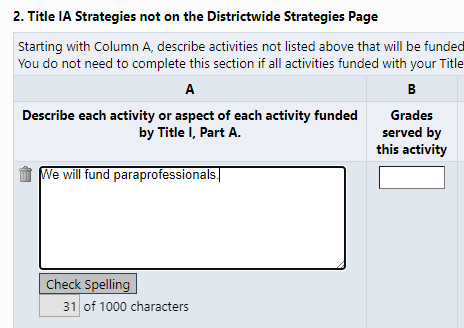 2. Title IA Strategies not on the Districtwide Strategies Page
Starting with Column A, describe activities not listed above that will be funded
You do not need to complete this section if all activities funded with your Title
A
B
Describe each activity or aspect of each activity funded
by Title I, Part A.
Grades
served by
this activity
We will fund paraprofessionals.
Check Spelling
31 of 1000 characters